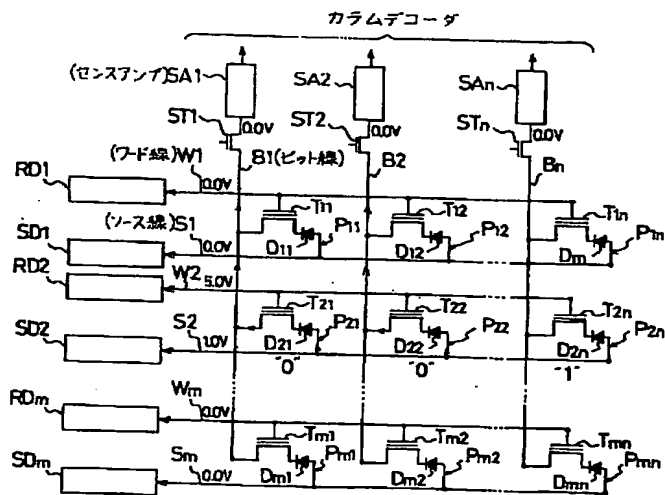 カラムデコーダ
(センスアンプ)SA1 SA2 SAn
0.0V 0.0V 0.0V
ST1 ST2 STn
(ワード線)W1 0.0V B1(ビット線) B2 Bn
RD1
T11 T12 T1n
(ソース線)S1 P11 P12 P1n
SD1 0.0V D11 D12 Dm
RD2 W2 5.0V
T21 T22 T2n
S2 P21 P22 P2n
SD2 1.0V D21 D22 D2n
"0" "0" "1"
RDm Wm 0.0V
Tm1 Tm2 Tmn
Sm Pm1 Pm2 Pmn
SDm 0.0V Dm1 Dm2 Dmn